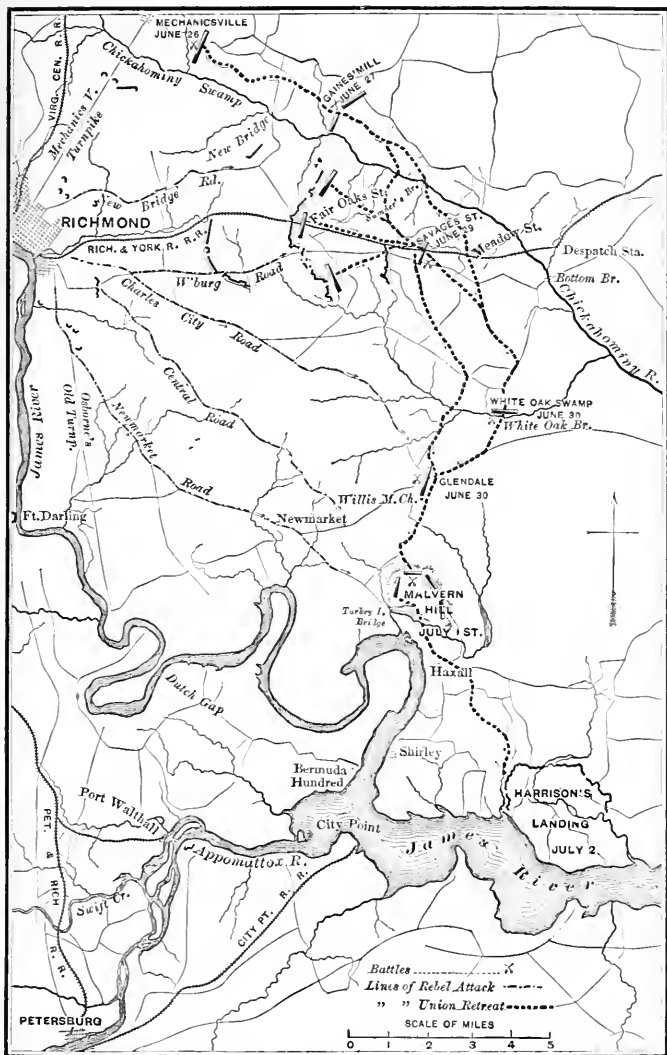 MECHANICSVILLE
JUNE 26
VIRG. CEN. R. R.
Chickahominy Swamp
Mechanics V. Turnpike
GAINES' MILL
JUNE 27
New Bridge
New Bridge Rd.
RICHMOND
Fair Oaks St.
RICH. & YORK R. R.R.
SAVAGES ST.
JUNE 29
Meadow St.
Despatch Sta.
Bottom Br.
W'burg Road
Chickahominy R.
Charles City Road
Central Road
WHITE OAK SWAMP
JUNE 30
White Oak Br.
James River
Osborne's
Old Turnp.
Newmarket Road
GLENDALE
JUNE 30
Willis M. Ch.
Ft. Darling
Newmarket
MALVERN
HILL
JULY 1 ST.
Turkey I.
Bridge
Haxall
Dutch Gap
Shirley
Bermuda
Hundred
HARRISON'S
LANDING
JULY 2.
Port Walthall
City Point
James River
Appomattox R.
PET. & RICH R. R.
Swift Cr.
CITY PT. R. R.
PETERSBURG
Battles
Lines of Rebel Attack
" " Union Retreat
SCALE OF MILES
0 1 2 3 4 5